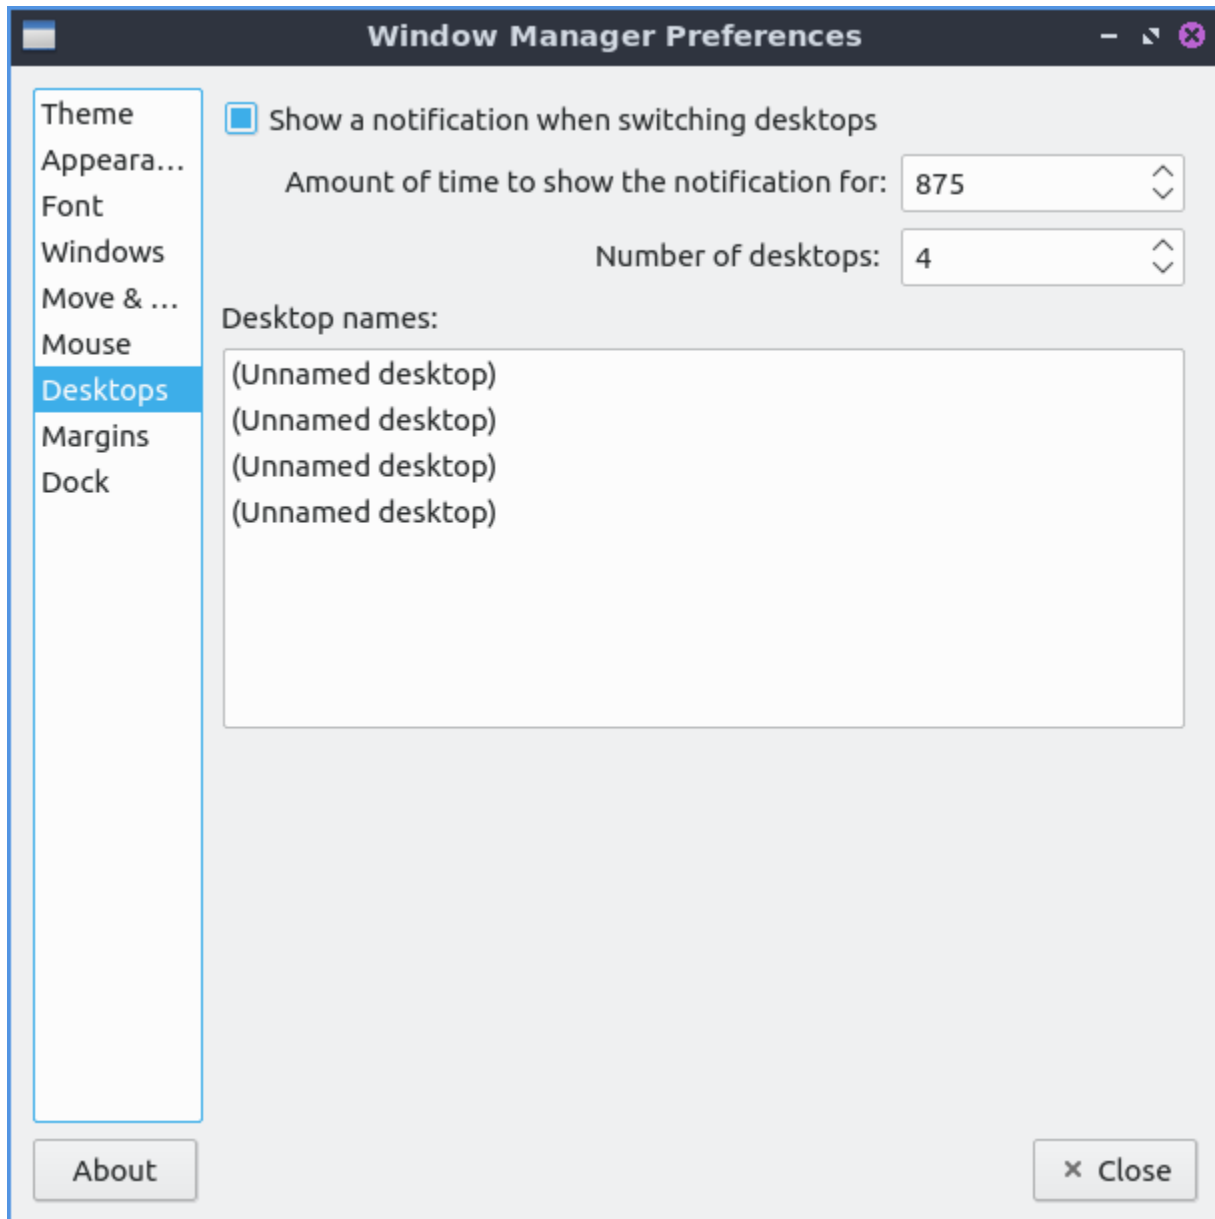 Window Manager Preferences
Theme
Appeara...
Font
Windows
Move & ...
Mouse
Desktops
Margins
Dock
Show a notification when switching desktops
Amount of time to show the notification for: 875
Number of desktops: 4
Desktop names:
(Unnamed desktop)
(Unnamed desktop)
(Unnamed desktop)
(Unnamed desktop)
About
Close